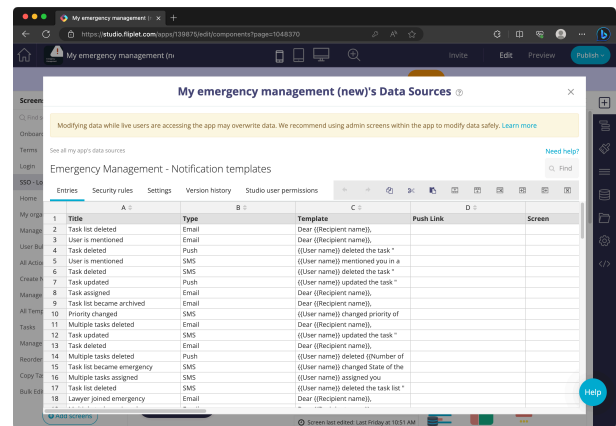 My emergency management (n
https://studio.fliplet.com/apps/139875/edit/components?page=1048370
My emergency management (n
Invite
Edit
Preview
Publish
My emergency management (new)'s Data Sources
Modifying data while live users are accessing the app may overwrite data. We recommend using admin screens within the app to modify data safely. Learn more
See all my app's data sources
Need help?
Emergency Management - Notification templates
Find
Entries Security rules Settings Version history Studio user permissions
A B C D
1 Title Type Template Push Link Screen
2 Task list deleted Email Dear {{Recipient name}},
3 User is mentioned Email Dear {{Recipient name}},
4 Task deleted Push {{User name}} deleted the task "
5 User is mentioned SMS {{User name}} mentioned you in a
6 Task deleted SMS {{User name}} deleted the task "
7 Task updated Push {{User name}} updated the task "
8 Task assigned Email Dear {{Recipient name}},
9 Task list became archived Email Dear {{Recipient name}},
10 Priority changed SMS {{User name}} changed priority of
11 Multiple tasks deleted Email Dear {{Recipient name}},
12 Task updated SMS {{User name}} updated the task "
13 Task deleted Email Dear {{Recipient name}},
14 Multiple tasks deleted Push {{User name}} deleted {{Number of
15 Task list became emergency SMS {{User name}} changed State of the
16 Multiple tasks assigned SMS {{User name}} assigned you
17 Task list deleted SMS {{User name}} deleted the task list "
18 Lawyer joined emergency Email Dear {{Recipient name}},
Screen
Onboar
Terms
Login
SSO - Lo
Home
My orga
Manage
User Bul
All Actio
Create N
Manage
All Temp
Tasks
Manage
Reorder
Copy Ta
Bulk Edi
Add screens
Screen last edited: Last Friday at 10:51 AM
Help